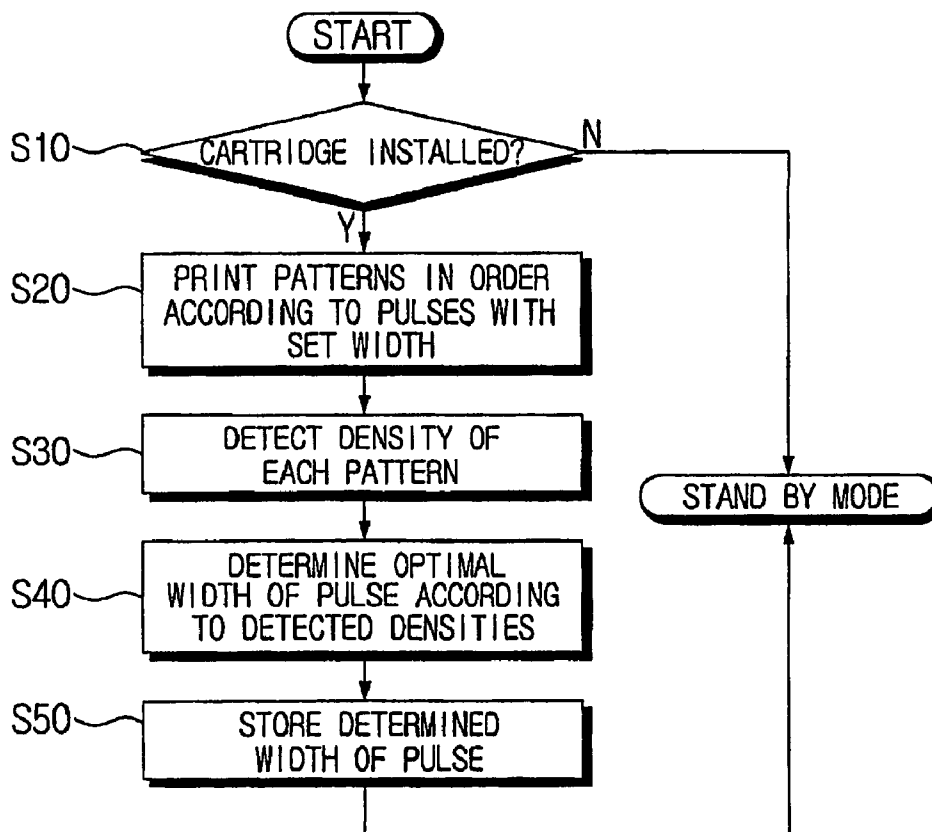 START
S10
CARTRIDGE INSTALLED?
N
Y
S20
PRINT PATTERNS IN ORDER
ACCORDING TO PULSES WITH
SET WIDTH
S30
DETECT DENSITY OF
EACH PATTERN
STAND BY MODE
S40
DETERMINE OPTIMAL
WIDTH OF PULSE ACCORDING
TO DETECTED DENSITIES
S50
STORE DETERMINED
WIDTH OF PULSE